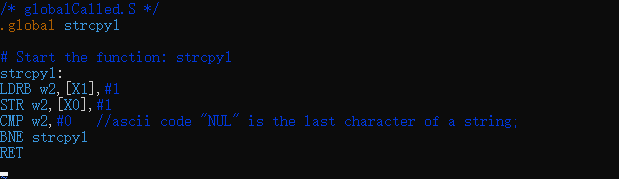 /* globalCalled.S */
.global strcpy1
# Start the function: strcpy1
strcpy1:
LDRB w2,[X1],#1
STR w2,[X0],#1
CMP w2,#0 //ascii code "NUL" is the last character of a string;
BNE strcpy1
RET